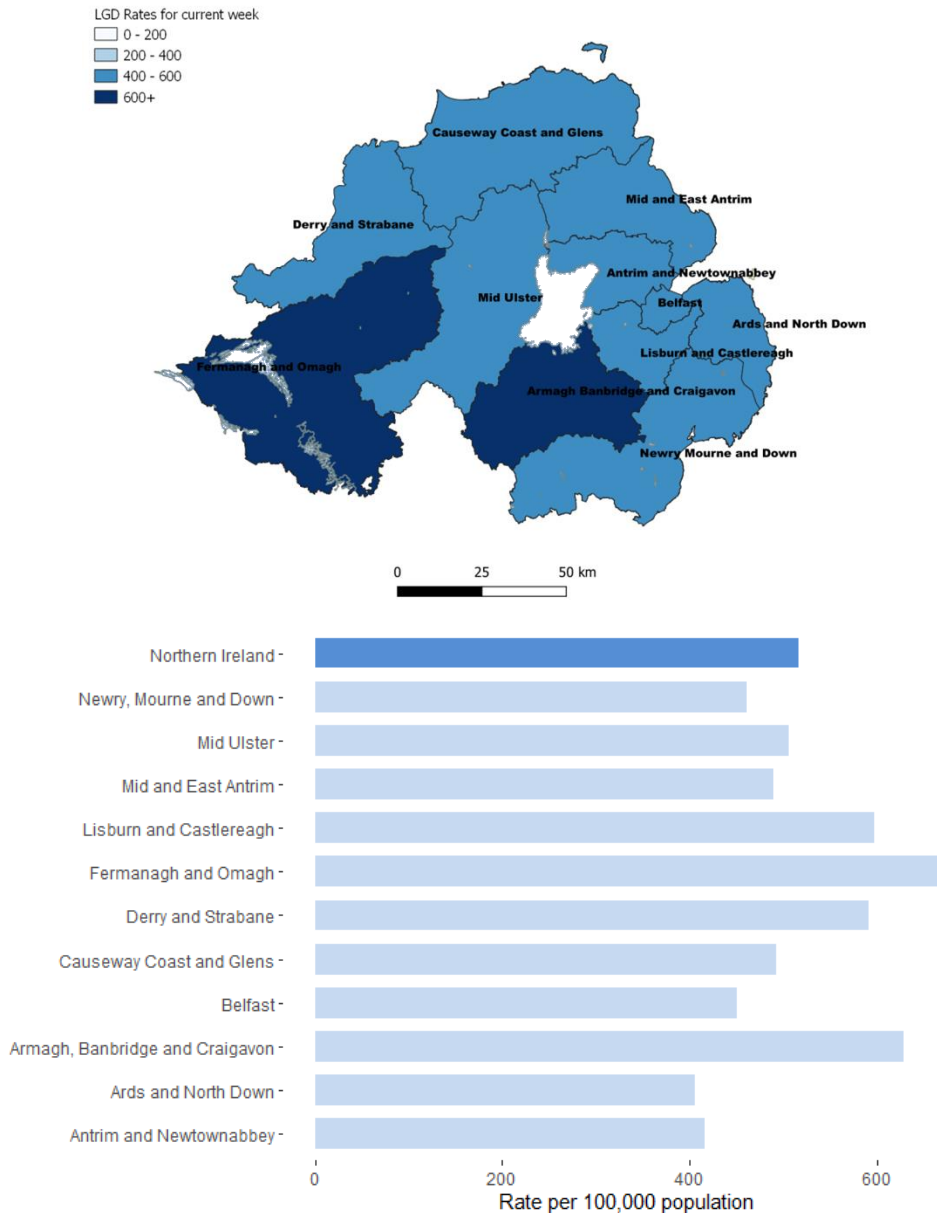 LGD Rates for current week
0 - 200
200 - 400
400 - 600
600+
Causeway Coast and Glens
Mid and East Antrim
Derry and Strabane
Antrim and Newtownabbey
Mid Ulster
Belfast
Ards and North Down
Lisburn and Castlereagh
Fermanagh and Omagh
Armagh Banbridge and Craigavon
Newry Mourne and Down
0 25 50 km
Northern Ireland
Newry, Mourne and Down
Mid Ulster
Mid and East Antrim
Lisburn and Castlereagh
Fermanagh and Omagh
Derry and Strabane
Causeway Coast and Glens
Belfast
Armagh, Banbridge and Craigavon
Ards and North Down
Antrim and Newtownabbey
0 200 400 600
Rate per 100,000 population